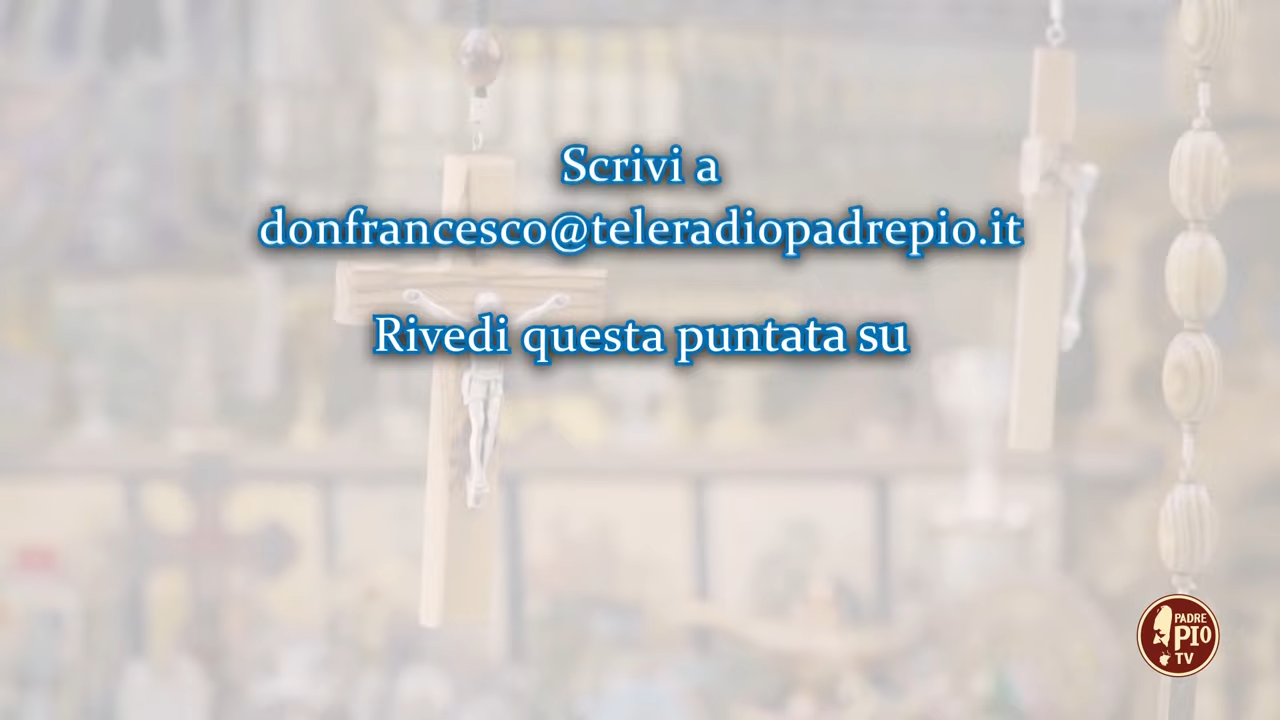 Scrivi a
donfrancesco@teleradiopadrepio.it
Rivedi questa puntata su
PADRE
PIO
TV